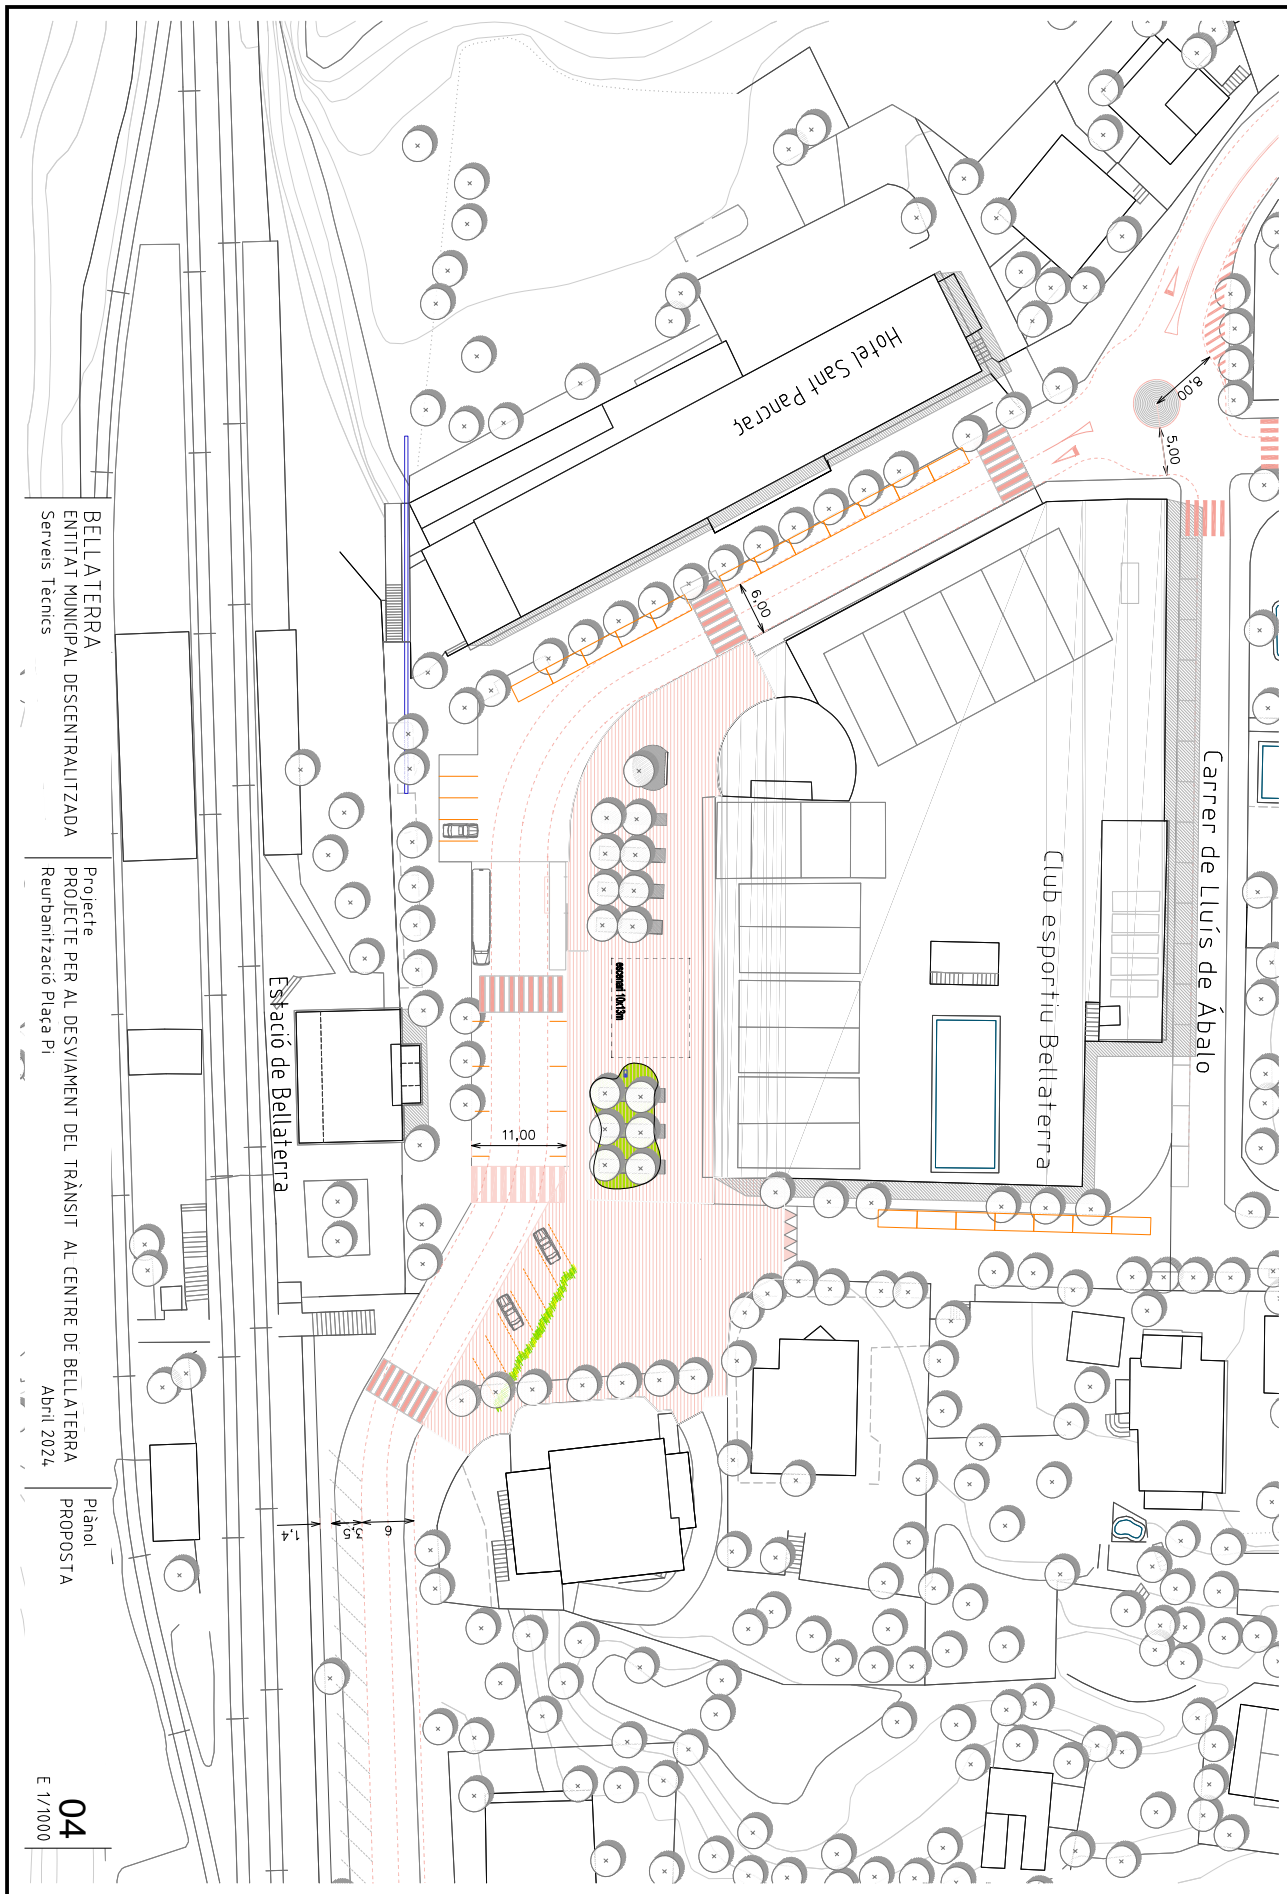 Hotel Sant Pancraç
8,00
5,00
6,00
Carrer de Lluís de Ábalo
Club esportiu Bellaterra
escenari 10x13m
Estació de Bellaterra
11,00
1,4
3,5
6
BELLATERRA
ENTITAT MUNICIPAL DESCENTRALITZADA
Serveis Tècnics
Projecte
PROJECTE PER AL DESVIAMENT DEL TRÀNSIT AL CENTRE DE BELLATERRA
Reurbanització Plaça Pi
Abril 2024
Plànol
PROPOSTA
04
E 1/1000